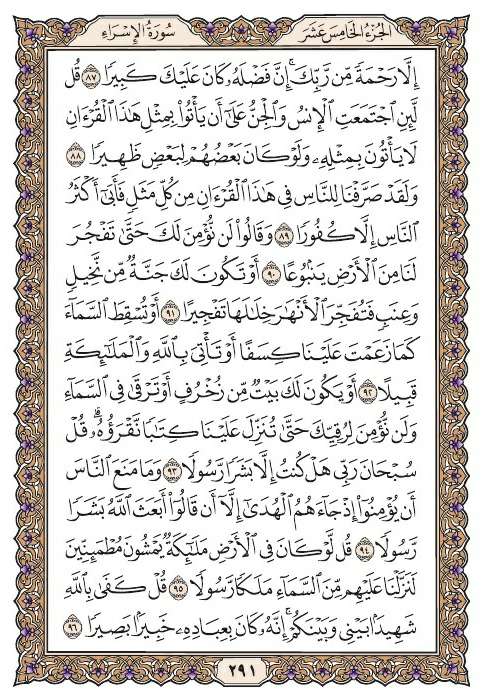 الجزء الخامس عشر
سورة الإسراء
إِلَّا رَحْمَةً مِّن رَّبِّكَ ۚ إِنَّ فَضْلَهُۥ كَانَ عَلَيْكَ كَبِيرًا ٨٧ قُل
لَّئِنِ ٱجْتَمَعَتِ ٱلْإِنسُ وَٱلْجِنُّ عَلَىٰٓ أَن يَأْتُوا۟ بِمِثْلِ هَٰذَا ٱلْقُرْءَانِ
لَا يَأْتُونَ بِمِثْلِهِۦ وَلَوْ كَانَ بَعْضُهُمْ لِبَعْضٍ ظَهِيرًا ٨٨
وَلَقَدْ صَرَّفْنَا لِلنَّاسِ فِى هَٰذَا ٱلْقُرْءَانِ مِن كُلِّ مَثَلٍ فَأَبَىٰٓ أَكْثَرُ
ٱلنَّاسِ إِلَّا كُفُورًا ٨٩ وَقَالُوا۟ لَن نُّؤْمِنَ لَكَ حَتَّىٰ تَفْجُرَ
لَنَا مِنَ ٱلْأَرْضِ يَنۢبُوعًا ٩٠ أَوْ تَكُونَ لَكَ جَنَّةٌ مِّن نَّخِيلٍ
وَعِنَبٍ فَتُفَجِّرَ ٱلْأَنْهَٰرَ خِلَٰلَهَا تَفْجِيرًا ٩١ أَوْ تُسْقِطَ ٱلسَّمَآءَ
كَمَا زَعَمْتَ عَلَيْنَا كِسَفًا أَوْ تَأْتِىَ بِٱللَّهِ وَٱلْمَلَٰٓئِكَةِ
قَبِيلًا ٩٢ أَوْ يَكُونَ لَكَ بَيْتٌ مِّن زُخْرُفٍ أَوْ تَرْقَىٰ فِى ٱلسَّمَآءِ
وَلَن نُّؤْمِنَ لِرُقِيِّكَ حَتَّىٰ تُنَزِّلَ عَلَيْنَا كِتَٰبًا نَّقْرَؤُهُۥ ۗ قُلْ
سُبْحَانَ رَبِّى هَلْ كُنتُ إِلَّا بَشَرًا رَّسُولًا ٩٣ وَمَا مَنَعَ ٱلنَّاسَ
أَن يُؤْمِنُوٓا۟ إِذْ جَآءَهُمُ ٱلْهُدَىٰٓ إِلَّآ أَن قَالُوٓا۟ أَبَعَثَ ٱللَّهُ بَشَرًا
رَّسُولًا ٩٤ قُل لَّوْ كَانَ فِى ٱلْأَرْضِ مَلَٰٓئِكَةٌ يَمْشُونَ مُطْمَئِنِّينَ
لَنَزَّلْنَا عَلَيْهِم مِّنَ ٱلسَّمَآءِ مَلَكًا رَّسُولًا ٩٥ قُلْ كَفَىٰ بِٱللَّهِ
شَهِيدًۢا بَيْنِى وَبَيْنَكُمْ ۚ إِنَّهُۥ كَانَ بِعِبَادِهِۦ خَبِيرًۢا بَصِيرًا ٩٦
٢٩١